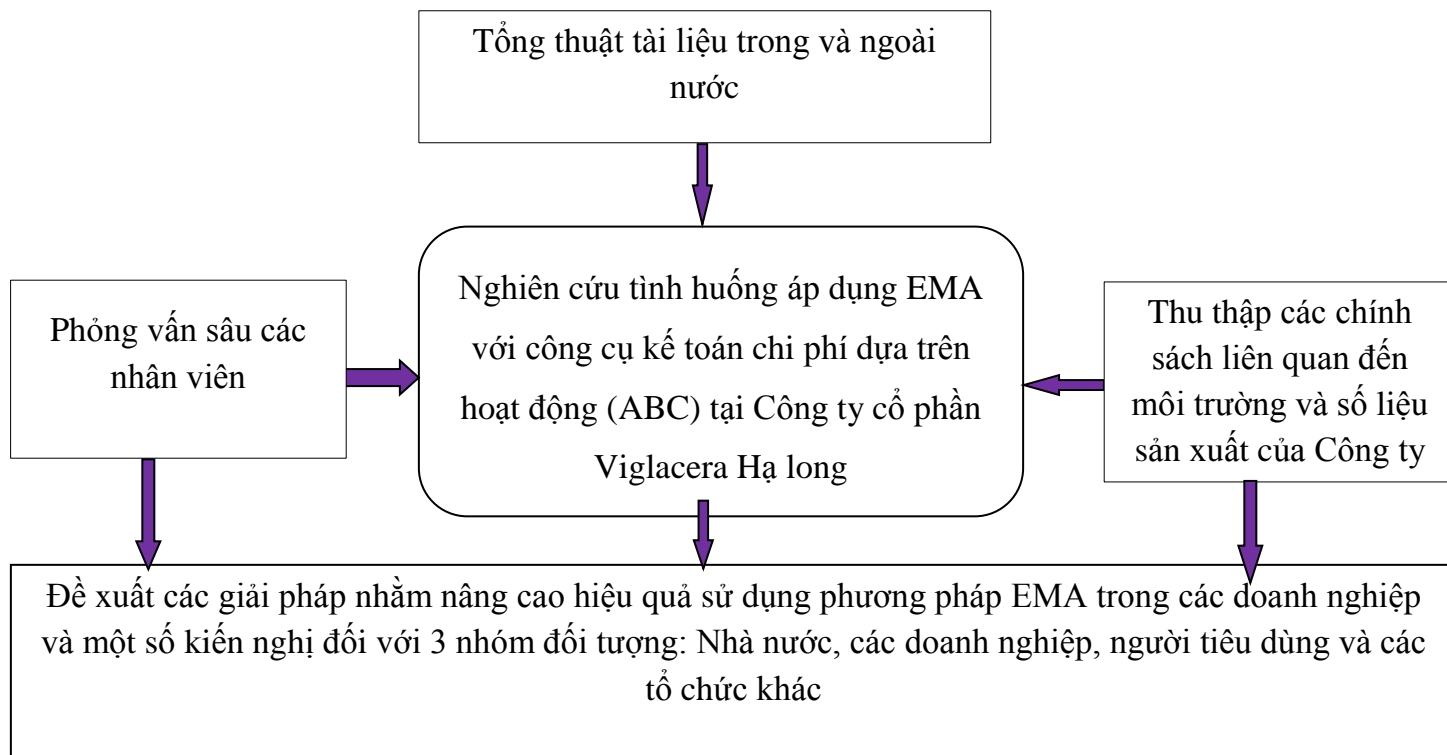 Tổng thuật tài liệu trong và ngoài
nước
Phỏng vấn sâu các
nhân viên
Nghiên cứu tình huống áp dụng EMA
với công cụ kế toán chi phí dựa trên
hoạt động (ABC) tại Công ty cổ phần
Viglacera Hạ long
Thu thập các chính
sách liên quan đến
môi trường và số liệu
sản xuất của Công ty
Đề xuất các giải pháp nhằm nâng cao hiệu quả sử dụng phương pháp EMA trong các doanh nghiệp
và một số kiến nghị đối với 3 nhóm đối tượng: Nhà nước, các doanh nghiệp, người tiêu dùng và các
tổ chức khác